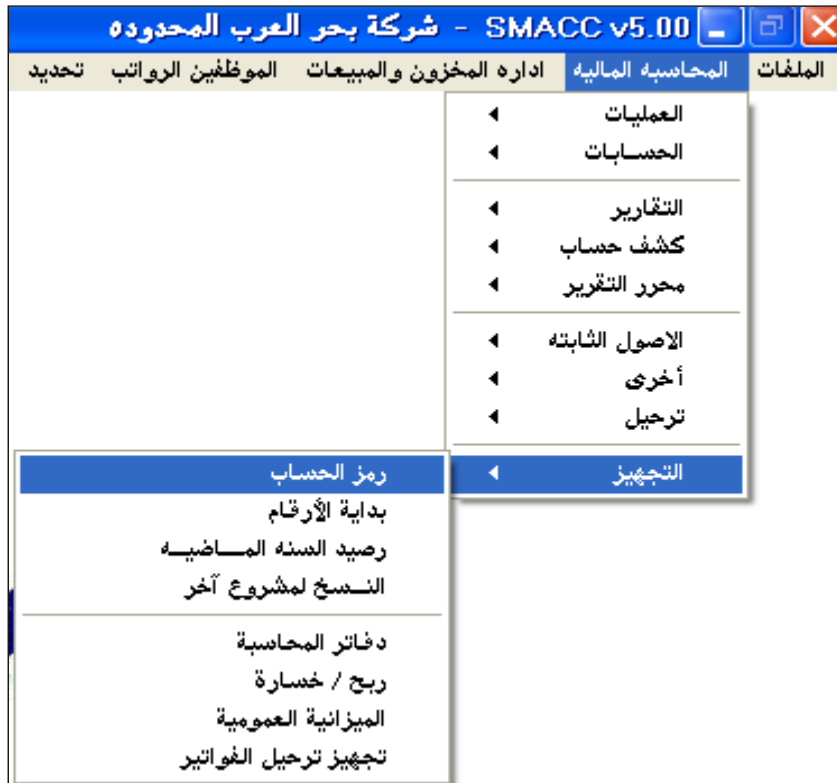 SMACC v5.00 - شركة بحر العرب المحدوده
الملفات المحاسبه الماليه اداره المخزون والمبيعات الموظفين الرواتب تحديد
العمليات
الحســابات
التقارير
كشف حساب
محرر التقرير
الاصول الثابته
أخرى
ترحيل
التجهيز
رمز الحساب
بداية الأرقام
رصيد السنه المــاضيــه
النــسخ لمشروع آخر
دفاتر المحاسبة
ربح / خسارة
الميزانية العمومية
تجهيز ترحيل الفواتير